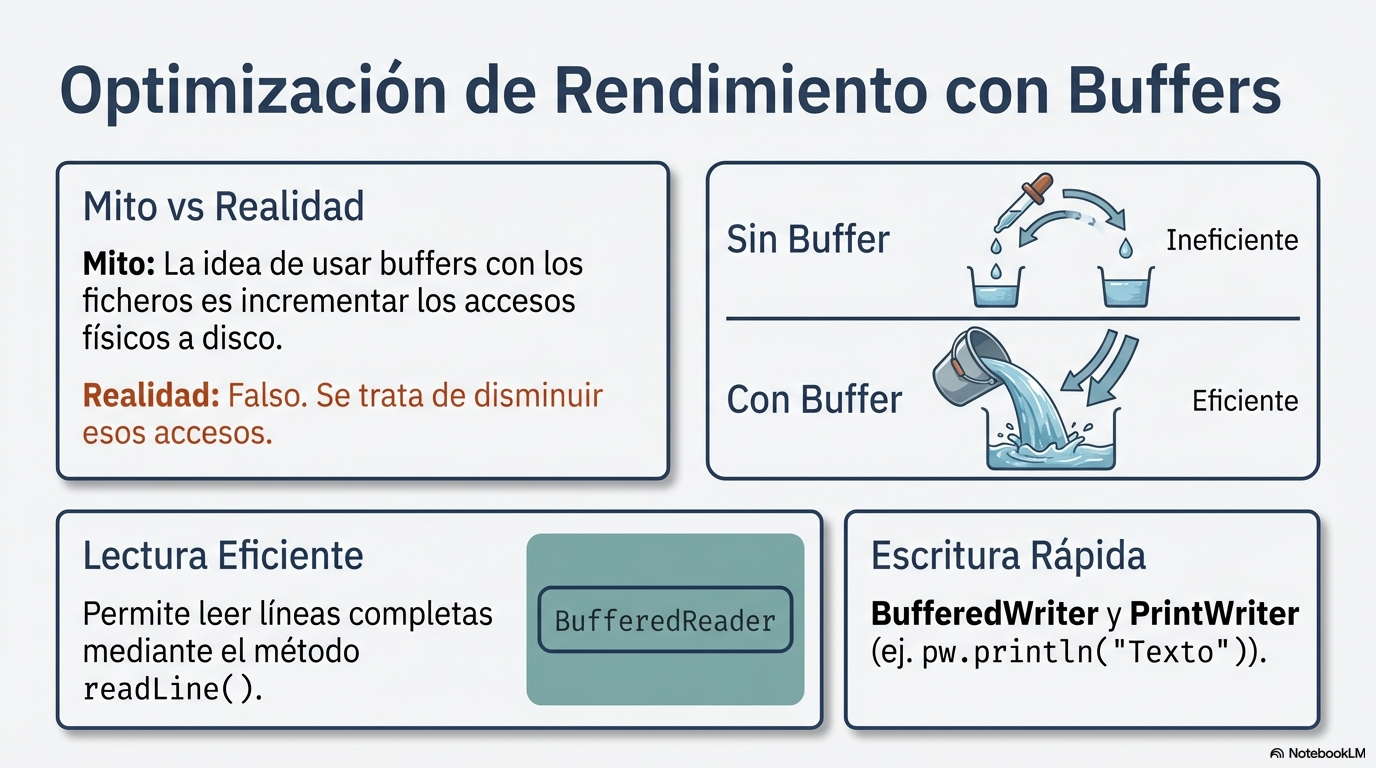 Optimización de Rendimiento con Buffers
Mito vs Realidad
Mito: La idea de usar buffers con los
ficheros es incrementar los accesos
físicos a disco.
Realidad: Falso. Se trata de disminuir
esos accesos.
Sin Buffer
Ineficiente
Con Buffer
Eficiente
Lectura Eficiente
Permite leer líneas completas
mediante el método
readLine().
BufferedReader
Escritura Rápida
BufferedWriter y PrintWriter
(ej. pw.println("Texto")).
NotebookLM